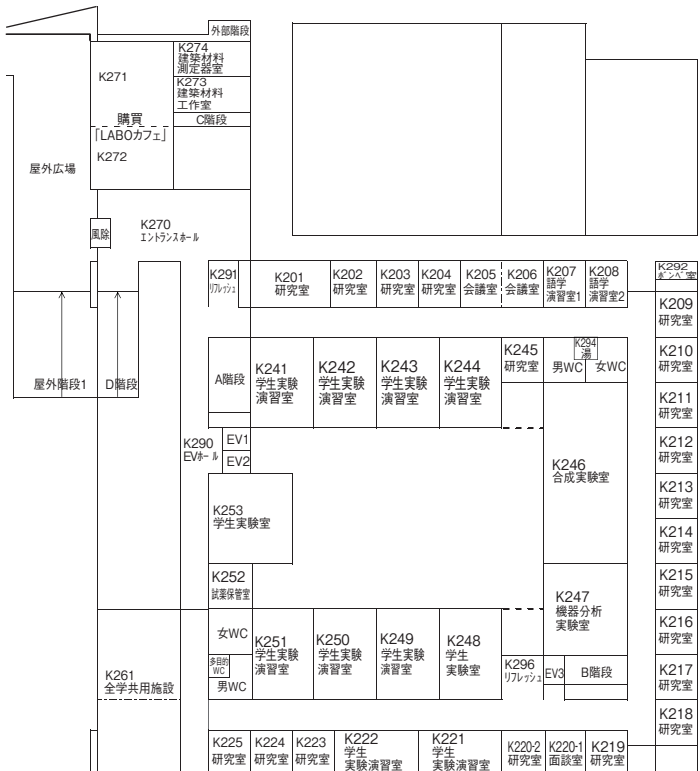 外部階段
K274
建築材料
測定器室
K271
K273
建築材料
工作室
購買
C階段
「LABOカフェ」
K272
屋外広場
風除
K270
エントランスホール
K291
リフレッシュ
K201
研究室
K202
研究室
K203
研究室
K204
研究室
K205
会議室
K206
会議室
K207
語学
演習室1
K208
語学
演習室2
K292
ボンベ室
K209
研究室
屋外階段1
D階段
A階段
K241
学生実験
演習室
K242
学生実験
演習室
K243
学生実験
演習室
K244
学生実験
演習室
K245
研究室
K294
湯
男WC
女WC
K210
研究室
K211
研究室
K290
EVホール
EV1
EV2
K246
合成実験室
K212
研究室
K253
学生実験室
K213
研究室
K214
研究室
K252
試薬保管室
K247
機器分析
実験室
K215
研究室
女WC
多目的
WC
男WC
K251
学生実験
演習室
K250
学生実験
演習室
K249
学生実験
演習室
K248
学生
実験室
K296
リフレッシュ
EV3
B階段
K216
研究室
K217
研究室
K261
全学共用施設
K218
研究室
K225
研究室
K224
研究室
K223
研究室
K222
学生
実験演習室
K221
学生
実験演習室
K220-2
研究室
K220-1
面談室
K219
研究室